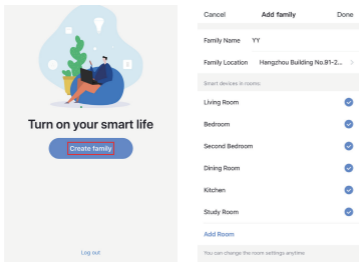 Turn on your smart life
Create family
Log out
Cancel Add family Done
Family Name YY
Family Location Hangzhou Building No.B1-2... >
Smart devices in rooms:
Living Room
Bedroom
Second Bedroom
Dining Room
Kitchen
Study Room
Add Room
You can change the room settings anytime